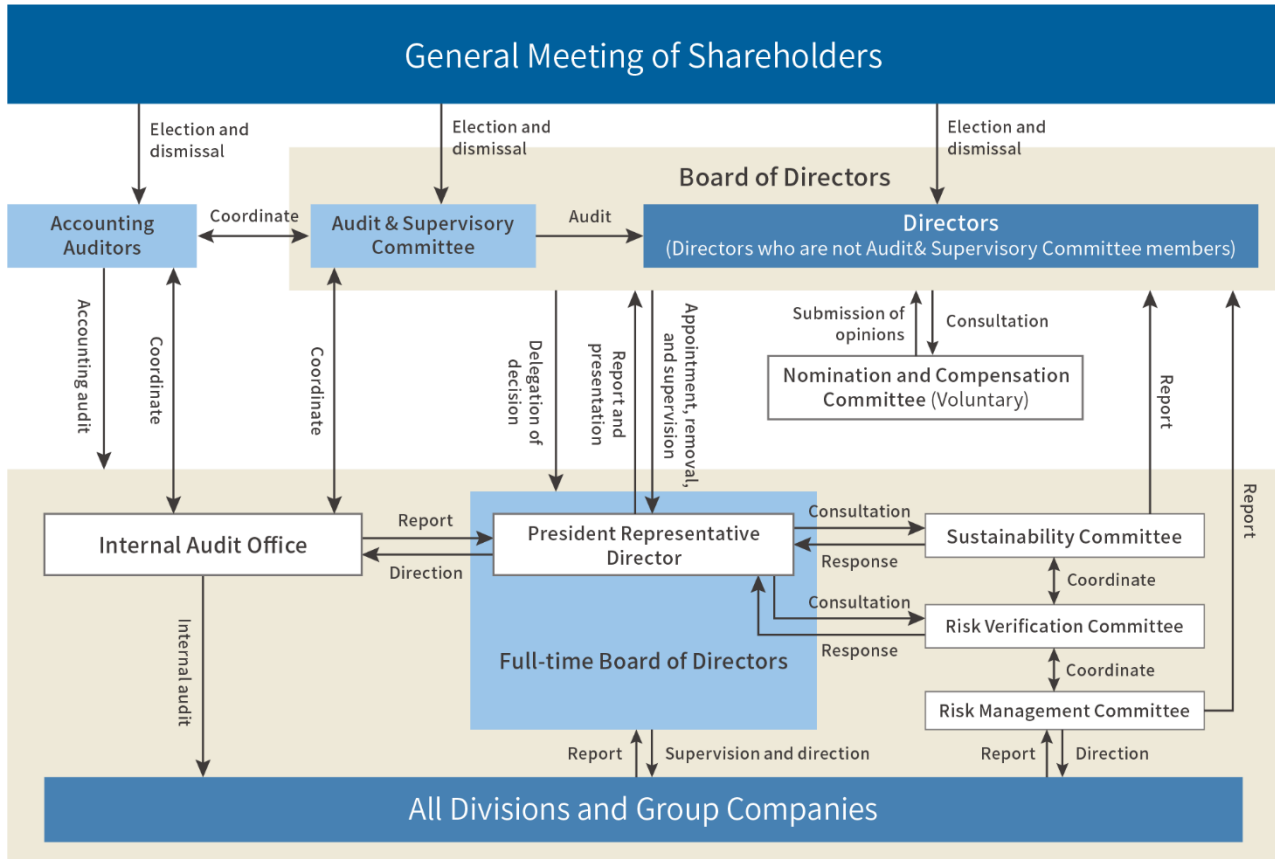 General Meeting of Shareholders
Election and
dismissal
Election and
dismissal
Election and
dismissal
Board of Directors
Accounting
Auditors
Coordinate
Audit & Supervisory
Committee
Audit
Directors
(Directors who are not Audit& Supervisory Committee members)
Accounting audit
Coordinate
Coordinate
Delegation of
decision
Report and
presentation
Appointment, removal,
and supervision
Submission of
opinions
Consultation
Nomination and Compensation
Committee (Voluntary)
Report
Report
Internal Audit Office
Report
Direction
President Representative
Director
Consultation
Response
Sustainability Committee
Coordinate
Consultation
Response
Risk Verification Committee
Coordinate
Full-time Board of Directors
Risk Management Committee
Internal audit
Report
Supervision and direction
Report
Direction
All Divisions and Group Companies